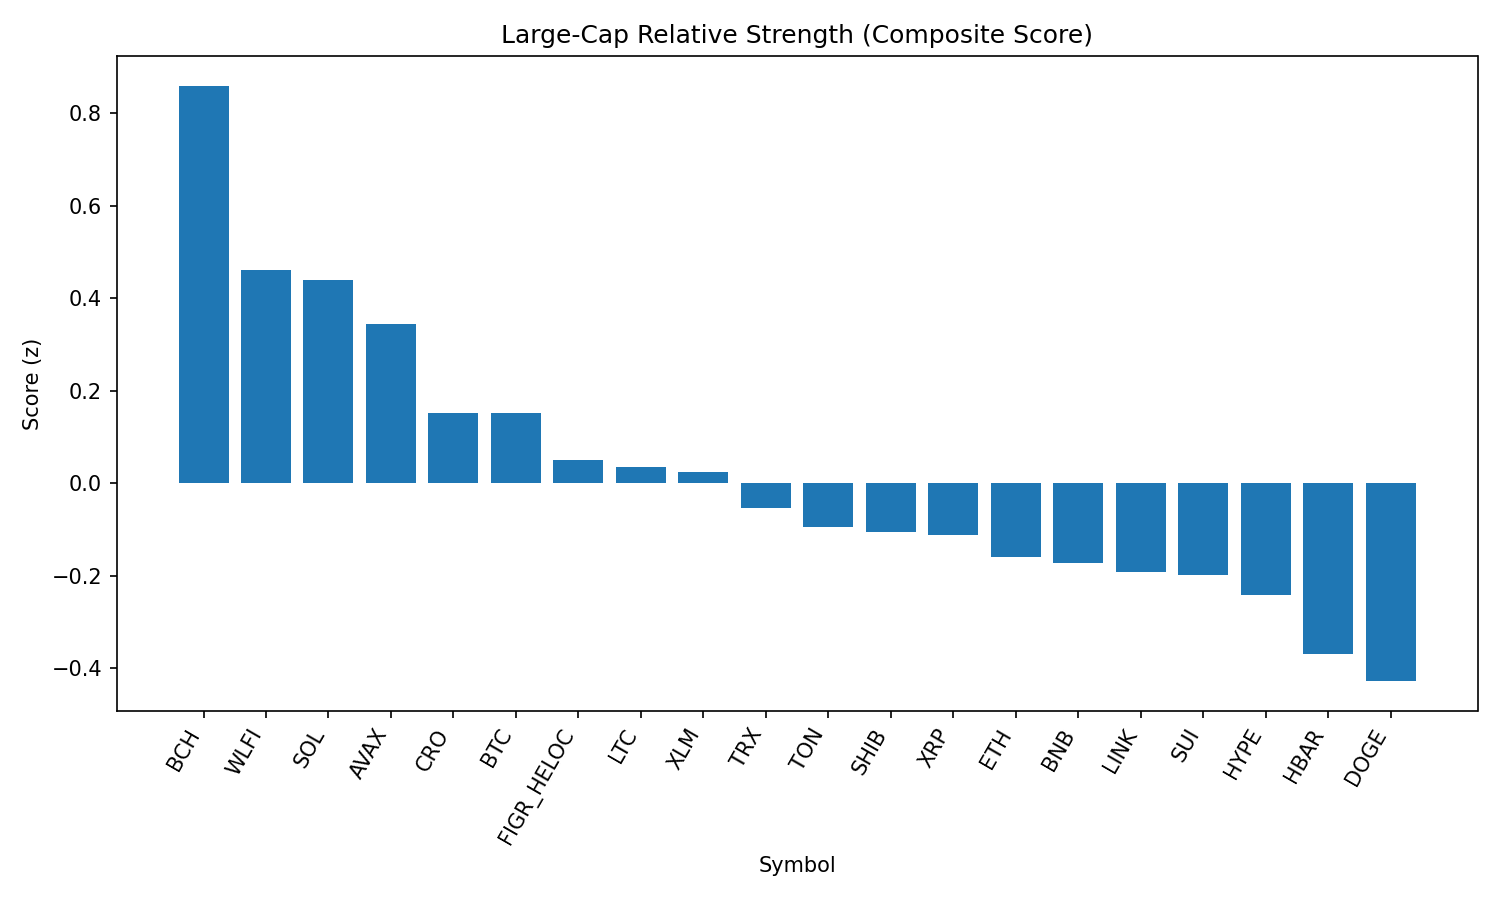 Large-Cap Relative Strength (Composite Score)
Score (z)
0.8
0.6
0.4
0.2
0.0
−0.2
−0.4
BCH
WLFI
SOL
AVAX
CRO
BTC
FIGR_HELOC
LTC
XLM
TRX
TON
SHIB
XRP
ETH
BNB
LINK
SUI
HYPE
HBAR
DOGE
Symbol